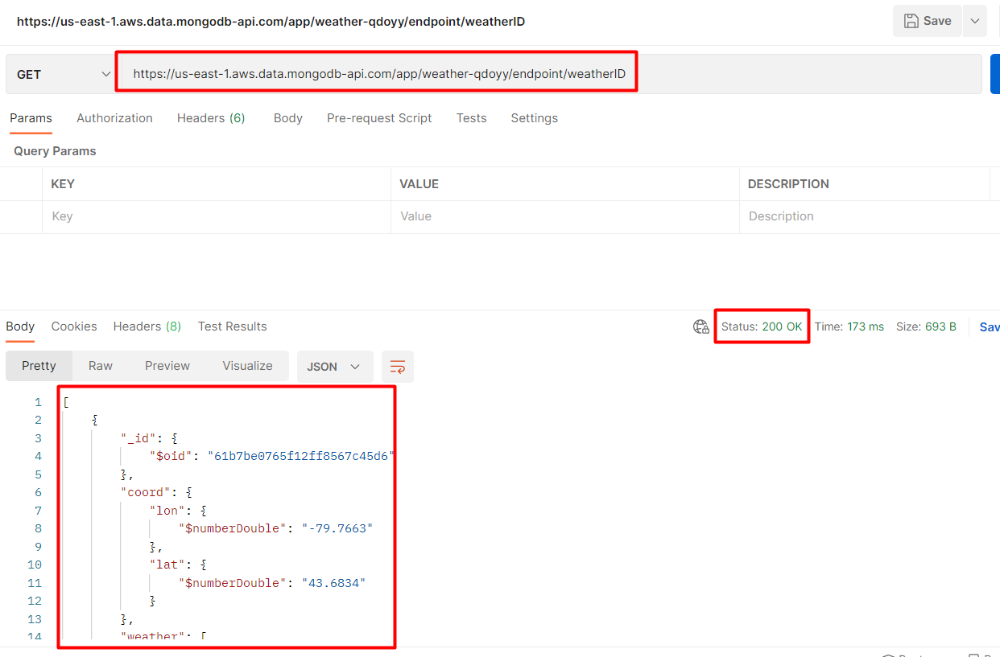 https://us-east-1.aws.data.mongodb-api.com/app/weather-qdoyy/endpoint/weatherID
Save
GET https://us-east-1.aws.data.mongodb-api.com/app/weather-qdoyy/endpoint/weatherID
Params Authorization Headers (6) Body Pre-request Script Tests Settings
Query Params
KEY VALUE DESCRIPTION
Key Value Description
Body Cookies Headers (8) Test Results Status: 200 OK Time: 173 ms Size: 693 B Sav
Pretty Raw Preview Visualize JSON
1 [
2 {
3 "_id": {
4 "$oid": "61b7be0765f12ff8567c45d6"
5 },
6 "coord": {
7 "lon": {
8 "$numberDouble": "-79.7663"
9 },
10 "lat": {
11 "$numberDouble": "43.6834"
12 }
13 },
14 "weather": [